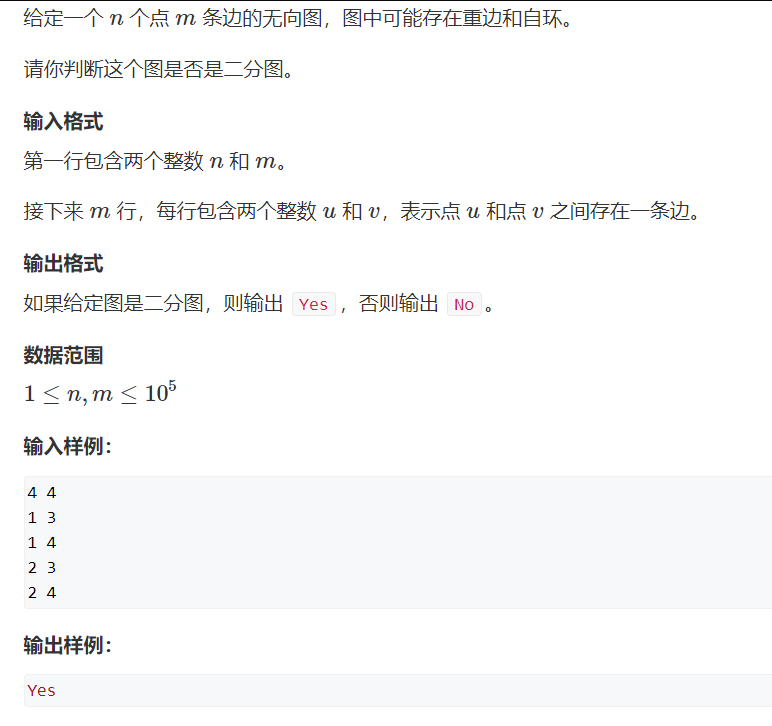 给定一个 n 个点 m 条边的无向图，图中可能存在重边和自环。
请你判断这个图是否是二分图。
输入格式
第一行包含两个整数 n 和 m。
接下来 m 行，每行包含两个整数 u 和 v，表示点 u 和点 v 之间存在一条边。
输出格式
如果给定图是二分图，则输出 Yes ，否则输出 No 。
数据范围
1 ≤ n, m ≤ 10⁵
输入样例：
4 4
1 3
1 4
2 3
2 4
输出样例：
Yes